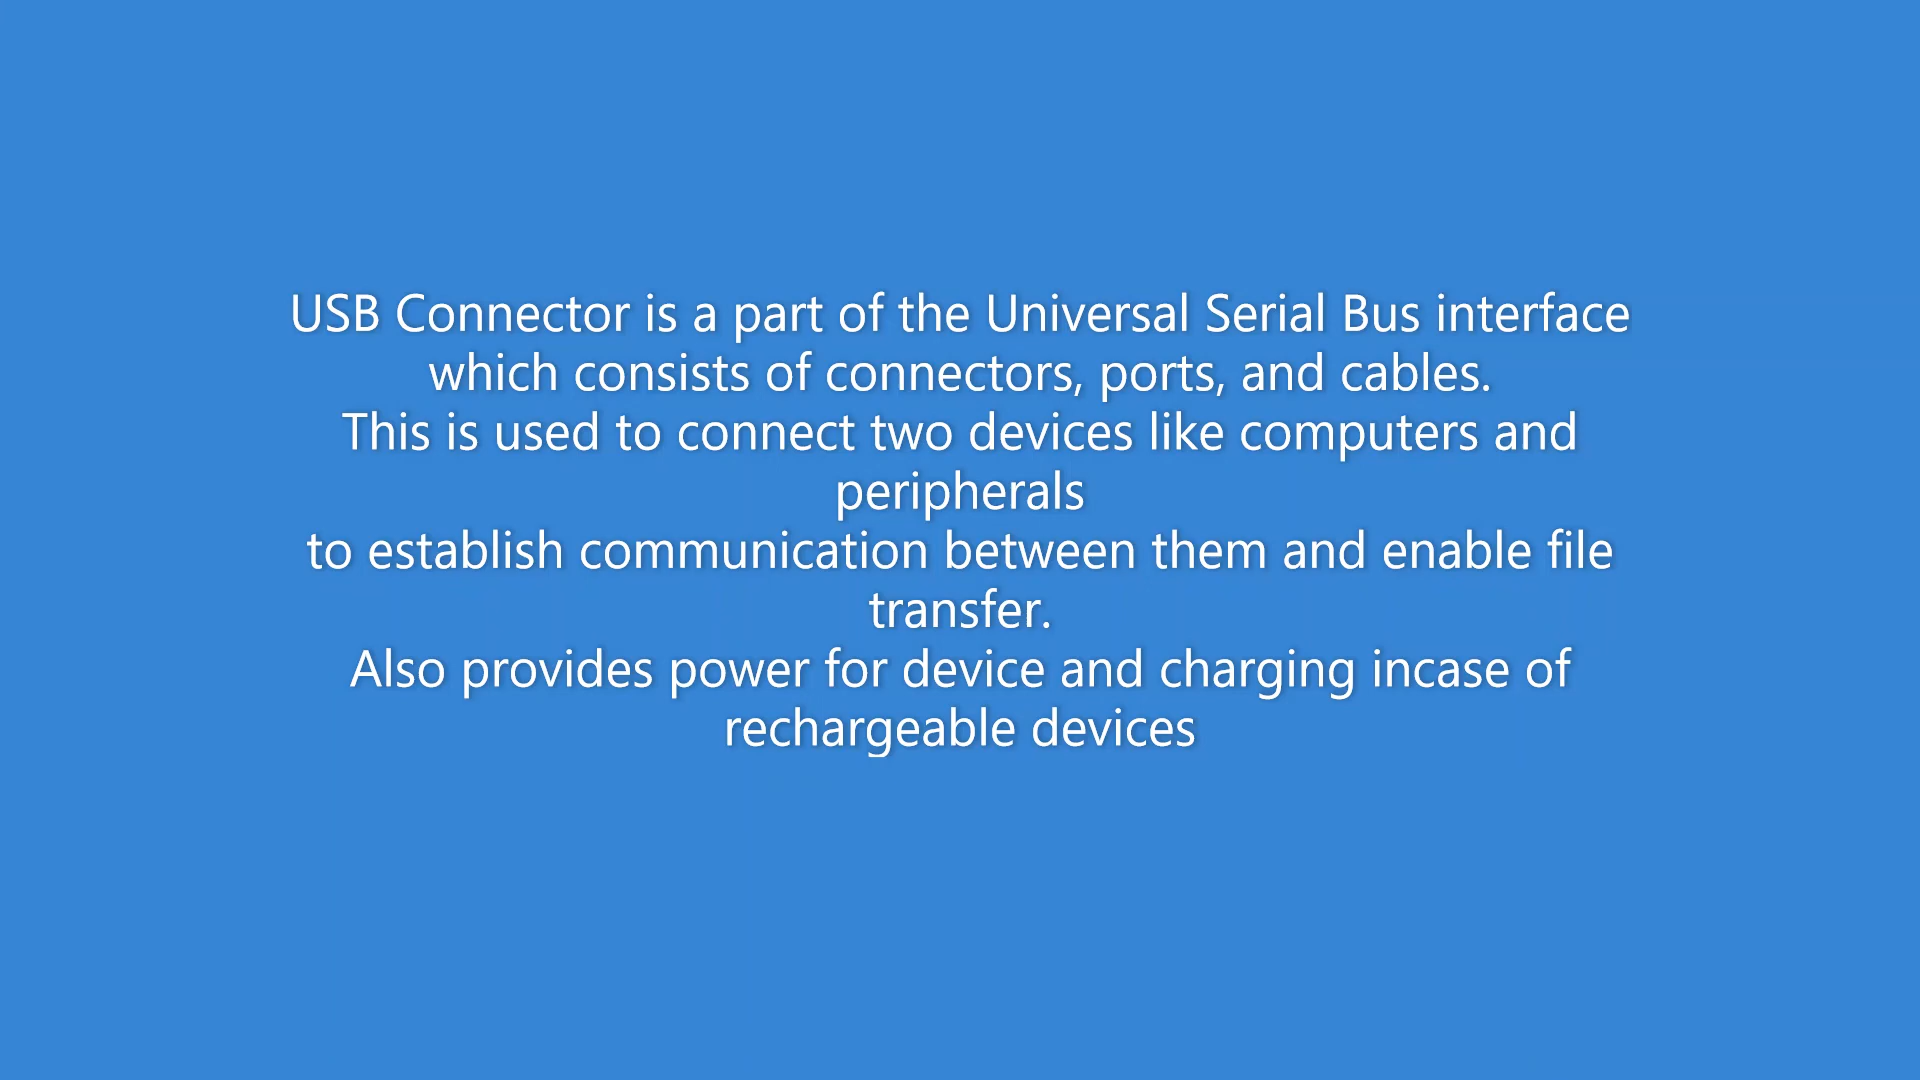 USB Connector is a part of the Universal Serial Bus interface
which consists of connectors, ports, and cables.
This is used to connect two devices like computers and
peripherals
to establish communication between them and enable file
transfer.
Also provides power for device and charging incase of
rechargeable devices